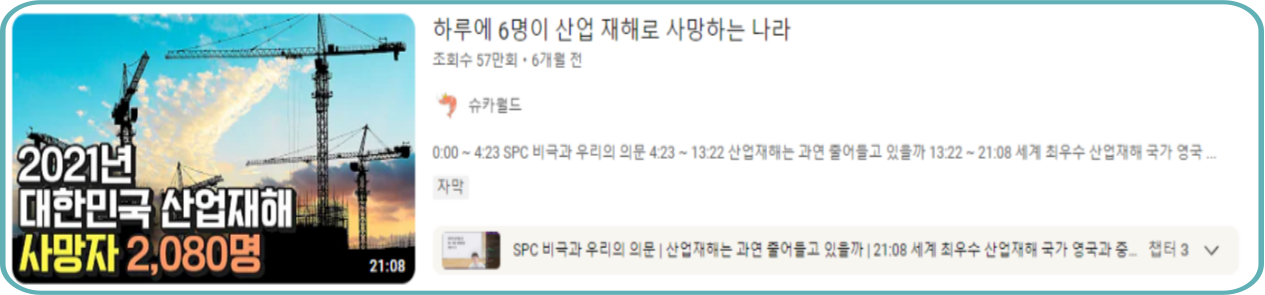 2021년
대한민국 산업재해
사망자 2,080명
21:08
하루에 6명이 산업 재해로 사망하는 나라
조회수 57만회 • 6개월 전
슈카월드
0:00 ~ 4:23 SPC 비극과 우리의 의문 4:23 ~ 13:22 산업재해는 과연 줄어들고 있을까 13:22 ~ 21:08 세계 최우수 산업재해 국가 영국 ...
자막
SPC 비극과 우리의 의문 | 산업재해는 과연 줄어들고 있을까 | 21:08 세계 최우수 산업재해 국가 영국과 중... 챕터 3